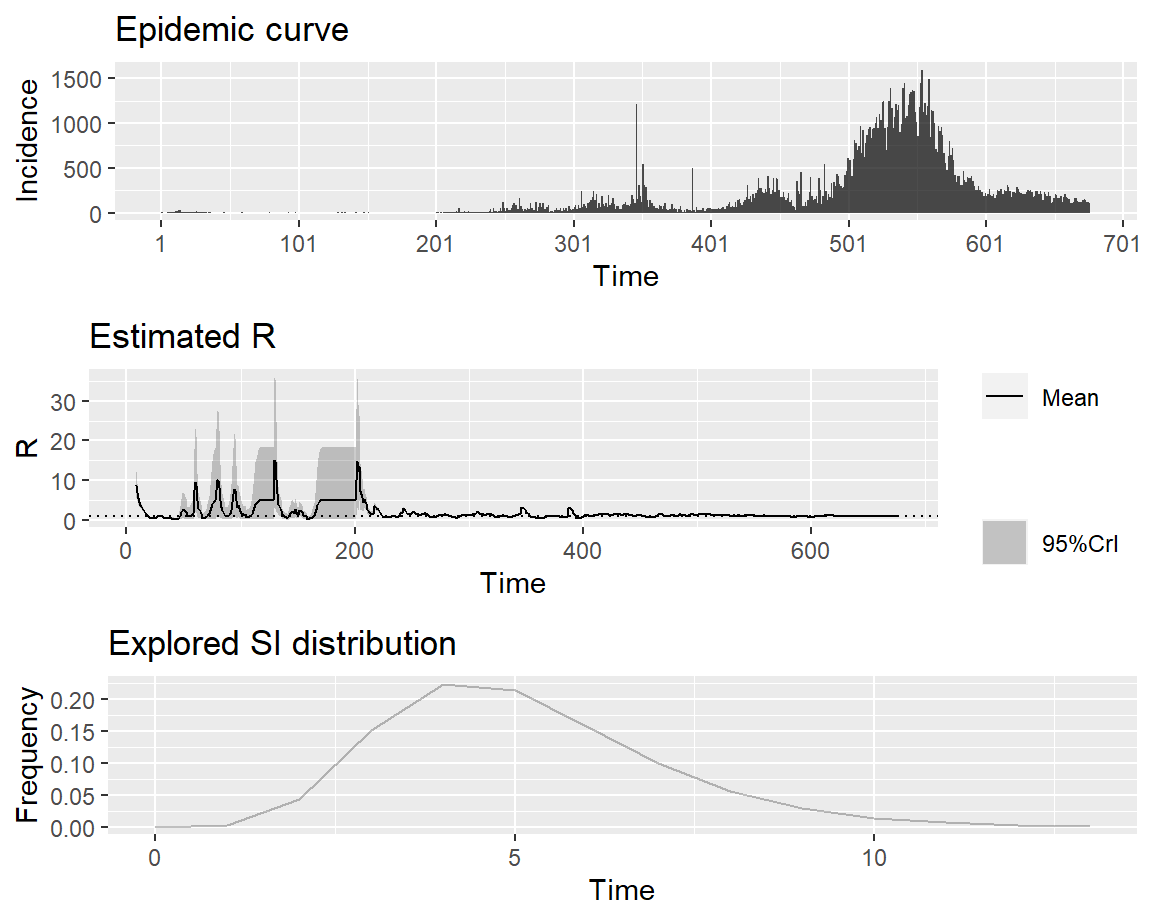 Epidemic curve
1500
1000
500
0
Incidence
1 101 201 301 401 501 601 701
Time
Estimated R
30
20
10
0
R
0 200 400 600
Time
Mean
95%CrI
Explored SI distribution
0.20
0.15
0.10
0.05
0.00
Frequency
0 5 10
Time